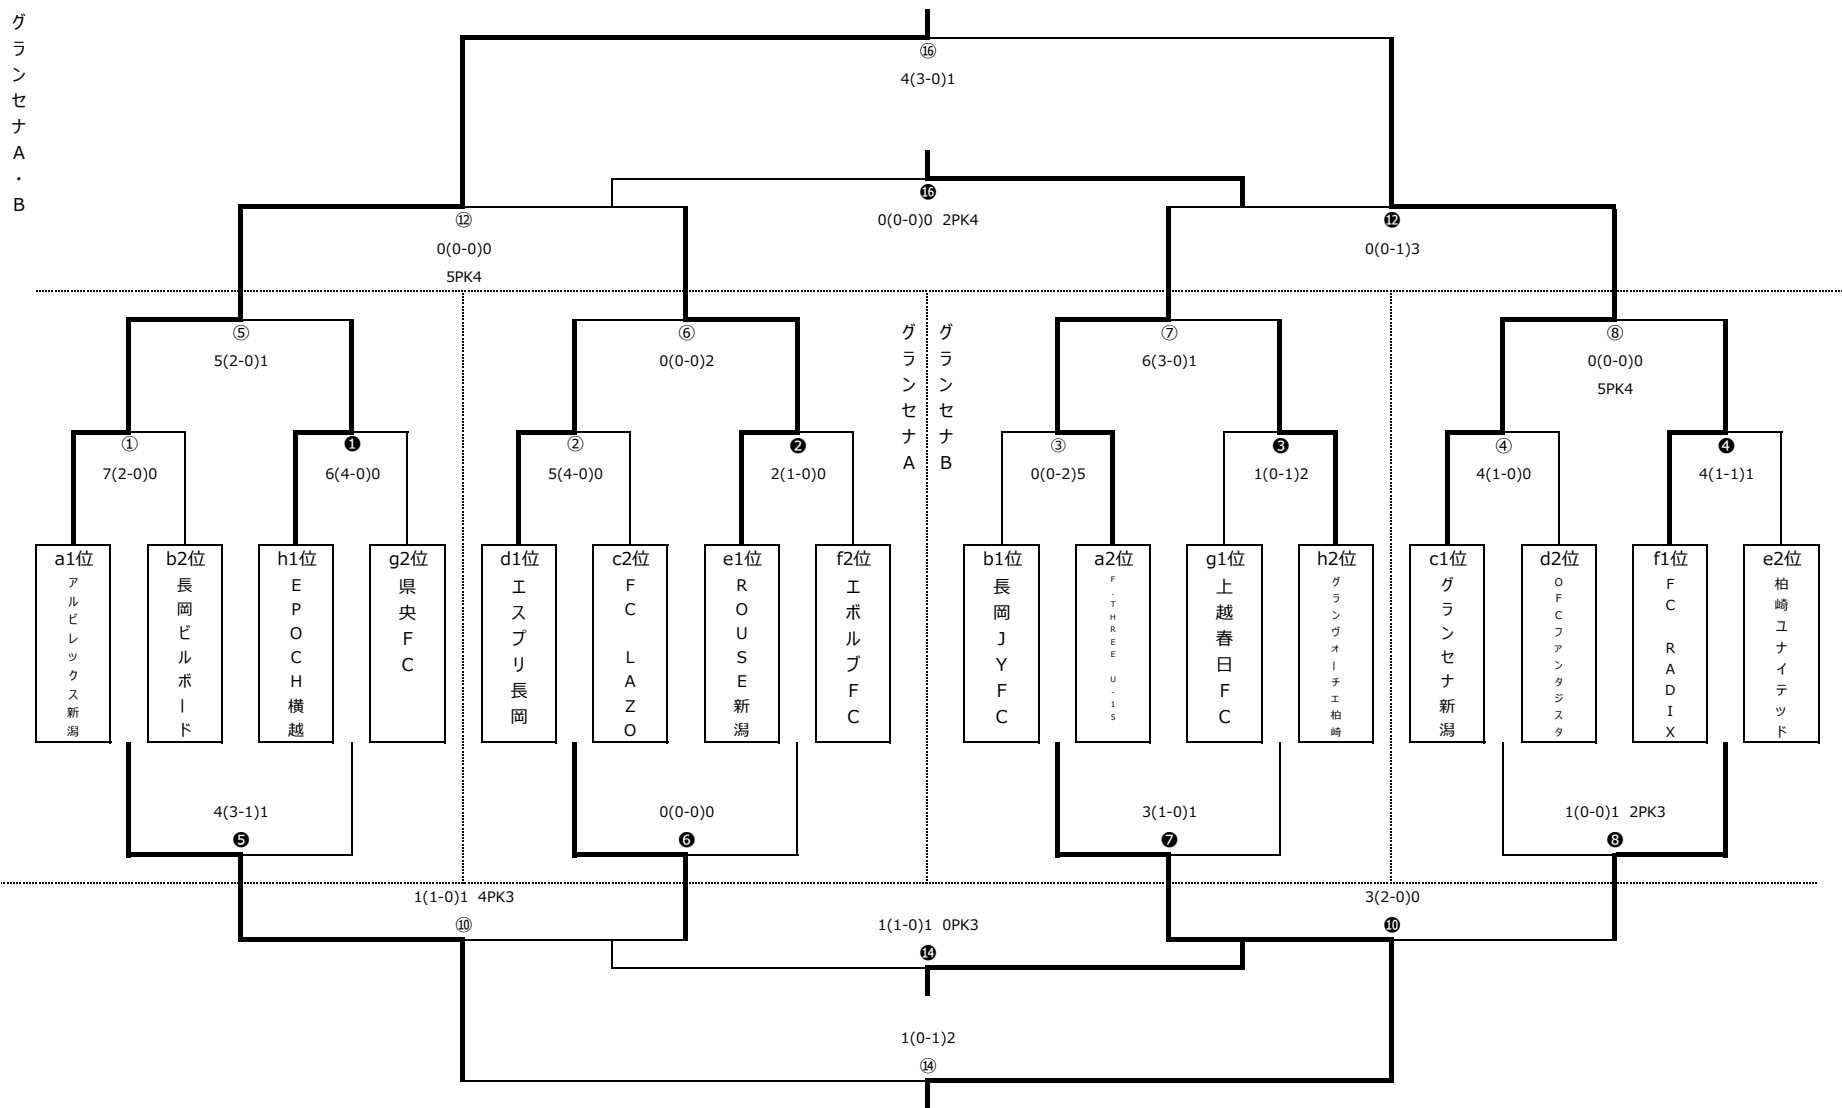 グランセナA・B
⑯
4(3-0)1
⓰
0(0-0)0 2PK4
⑫
0(0-0)0
5PK4
⓬
0(0-1)3
⑤
5(2-0)1
⑥
0(0-0)2
グランセナA
グランセナB
⑦
6(3-0)1
⑧
0(0-0)0
5PK4
①
7(2-0)0
❶
6(4-0)0
②
5(4-0)0
❷
2(1-0)0
③
0(0-2)5
❸
1(0-1)2
④
4(1-0)0
❹
4(1-1)1
a1位
アルビレックス新潟
b2位
長岡ビルボード
h1位
EPOCH横越
g2位
県央FC
d1位
エスプリ長岡
c2位
FC LAZO
e1位
ROUSE新潟
f2位
エボルブFC
b1位
長岡JYFC
a2位
F.THREE U-15
g1位
上越春日FC
h2位
グランヴォーチェ柏崎
c1位
グランセナ新潟
d2位
OFCファンタジスタ
f1位
FC RADIX
e2位
柏崎ユナイテッド
4(3-1)1
❺
0(0-0)0
❻
3(1-0)1
❼
1(0-0)1 2PK3
❽
1(1-0)1 4PK3
⑩
3(2-0)0
❿
1(1-0)1 0PK3
⓮
1(0-1)2
⑭